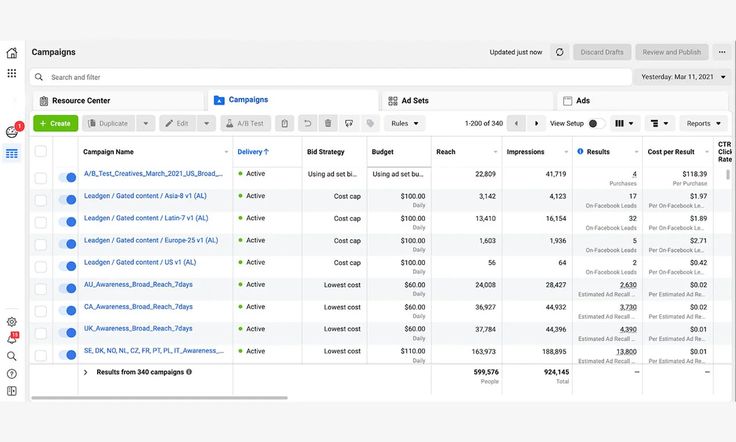 Campaigns
Updated just now
Discard Drafts
Review and Publish
Search and filter
Yesterday: Mar 11, 2021
1
Resource Center
Campaigns
Ad Sets
Ads
+ Create
Duplicate
Edit
A/B Test
Rules
1-200 of 340
View Setup
Reports
Campaign Name
Delivery ↑
Bid Strategy
Budget
Reach
Impressions
Results
Cost per Result
CTR
Click
Rate
A/B_Test_Creatives_March_2021_US_Broad_...
Active
Using ad set bi...
Using ad set bu...
22,809
41,719
4
Purchases
$118.39
Per Purchase
Leadgen / Gated content / Asia-8 v1 (AL)
Active
Cost cap
$100.00
Daily
3,142
4,123
17
On-Facebook Leads
$1.97
Per On-Facebook Le...
Leadgen / Gated content / Latin-7 v1 (AL)
Active
Cost cap
$100.00
Daily
13,410
16,154
32
On-Facebook Leads
$1.89
Per On-Facebook Le...
Leadgen / Gated content / Europe-25 v1 (AL)
Active
Cost cap
$100.00
Daily
1,603
1,936
5
On-Facebook Leads
$2.71
Per On-Facebook Le...
Leadgen / Gated content / US v1 (AL)
Active
Cost cap
$100.00
Daily
56
64
2
On-Facebook Leads
$0.42
Per On-Facebook Le...
AU_Awareness_Broad_Reach_7days
Active
Lowest cost
$60.00
Daily
24,008
28,427
2,630
Estimated Ad Recall ...
$0.02
Per Estimated Ad Re...
CA_Awareness_Broad_Reach_7days
Active
Lowest cost
$60.00
Daily
36,927
44,932
3,730
Estimated Ad Recall ...
$0.02
Per Estimated Ad Re...
UK_Awareness_Broad_Reach_7days
Active
Lowest cost
$60.00
Daily
37,784
44,396
4,390
Estimated Ad Recall ...
$0.01
Per Estimated Ad Re...
SE, DK, NO, NL, CZ, FR, PT, PL, IT_Awareness_...
Active
Lowest cost
$110.00
Daily
163,973
188,895
13,800
Estimated Ad Recall ...
$0.01
Per Estimated Ad Re...
Results from 340 campaigns
599,576
People
924,145
Total
—
—